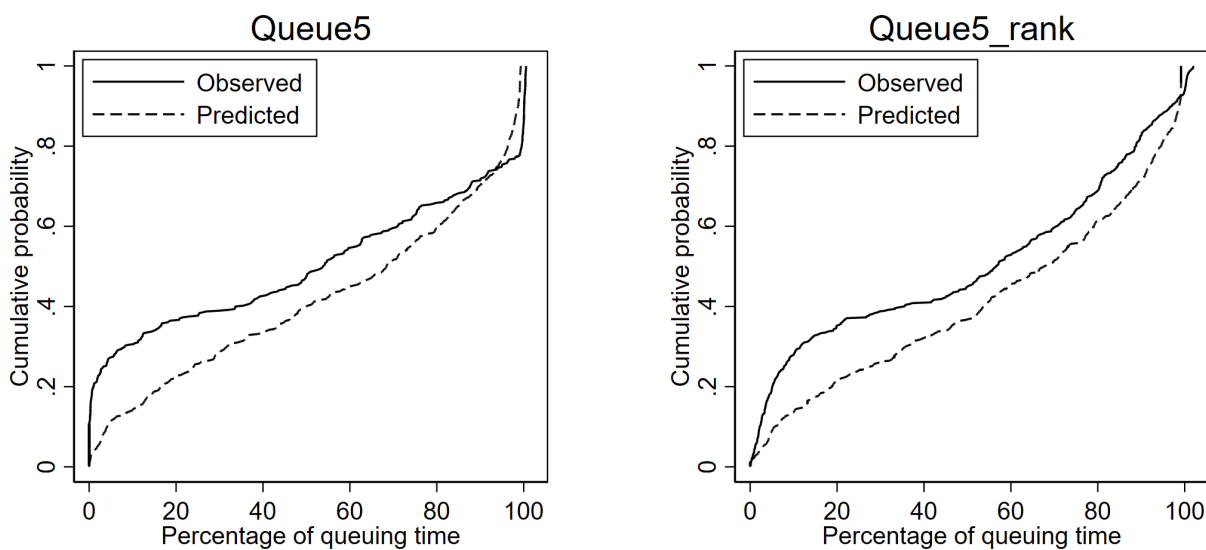 Queue5
Observed
Predicted
Cumulative probability
1
.8
.6
.4
.2
0
0 20 40 60 80 100
Percentage of queuing time
Queue5_rank
Observed
Predicted
Cumulative probability
1
.8
.6
.4
.2
0
0 20 40 60 80 100
Percentage of queuing time